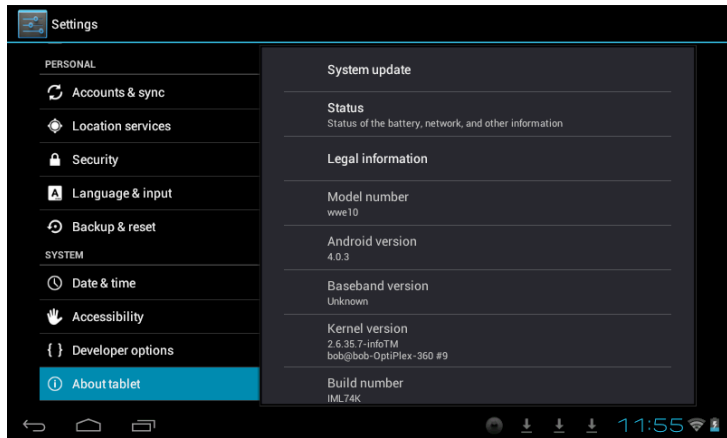 Settings
PERSONAL
Accounts & sync
Location services
Security
A Language & input
Backup & reset
SYSTEM
Date & time
Accessibility
{ } Developer options
About tablet
System update
Status
Status of the battery, network, and other information
Legal information
Model number
wwe10
Android version
4.0.3
Baseband version
Unknown
Kernel version
2.6.35.7-infoTM
bob@bob-OptiPlex-360 #9
Build number
IML74K
11:55